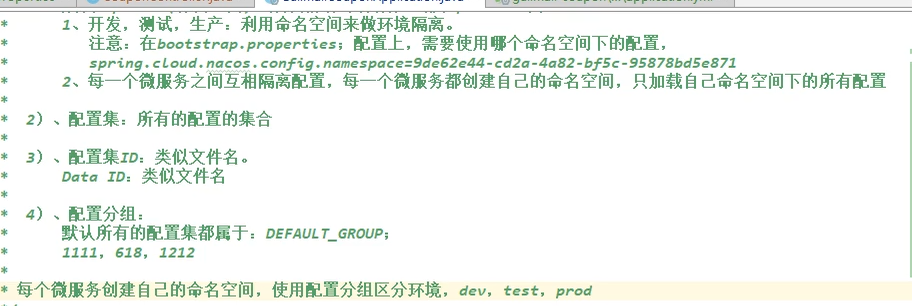 * 1、开发，测试，生产：利用命名空间来做环境隔离。
* 注意：在bootstrap.properties；配置上，需要使用哪个命名空间下的配置，
* spring.cloud.nacos.config.namespace=9de62e44-cd2a-4a82-bf5c-95878bd5e871
* 2、每一个微服务之间互相隔离配置，每一个微服务都创建自己的命名空间，只加载自己命名空间下的所有配置
*
* 2）、配置集：所有的配置的集合
*
* 3）、配置集ID：类似文件名。
* Data ID：类似文件名
*
* 4）、配置分组：
* 默认所有的配置集都属于：DEFAULT_GROUP；
* 1111，618，1212
*
* 每个微服务创建自己的命名空间，使用配置分组区分环境，dev，test，prod